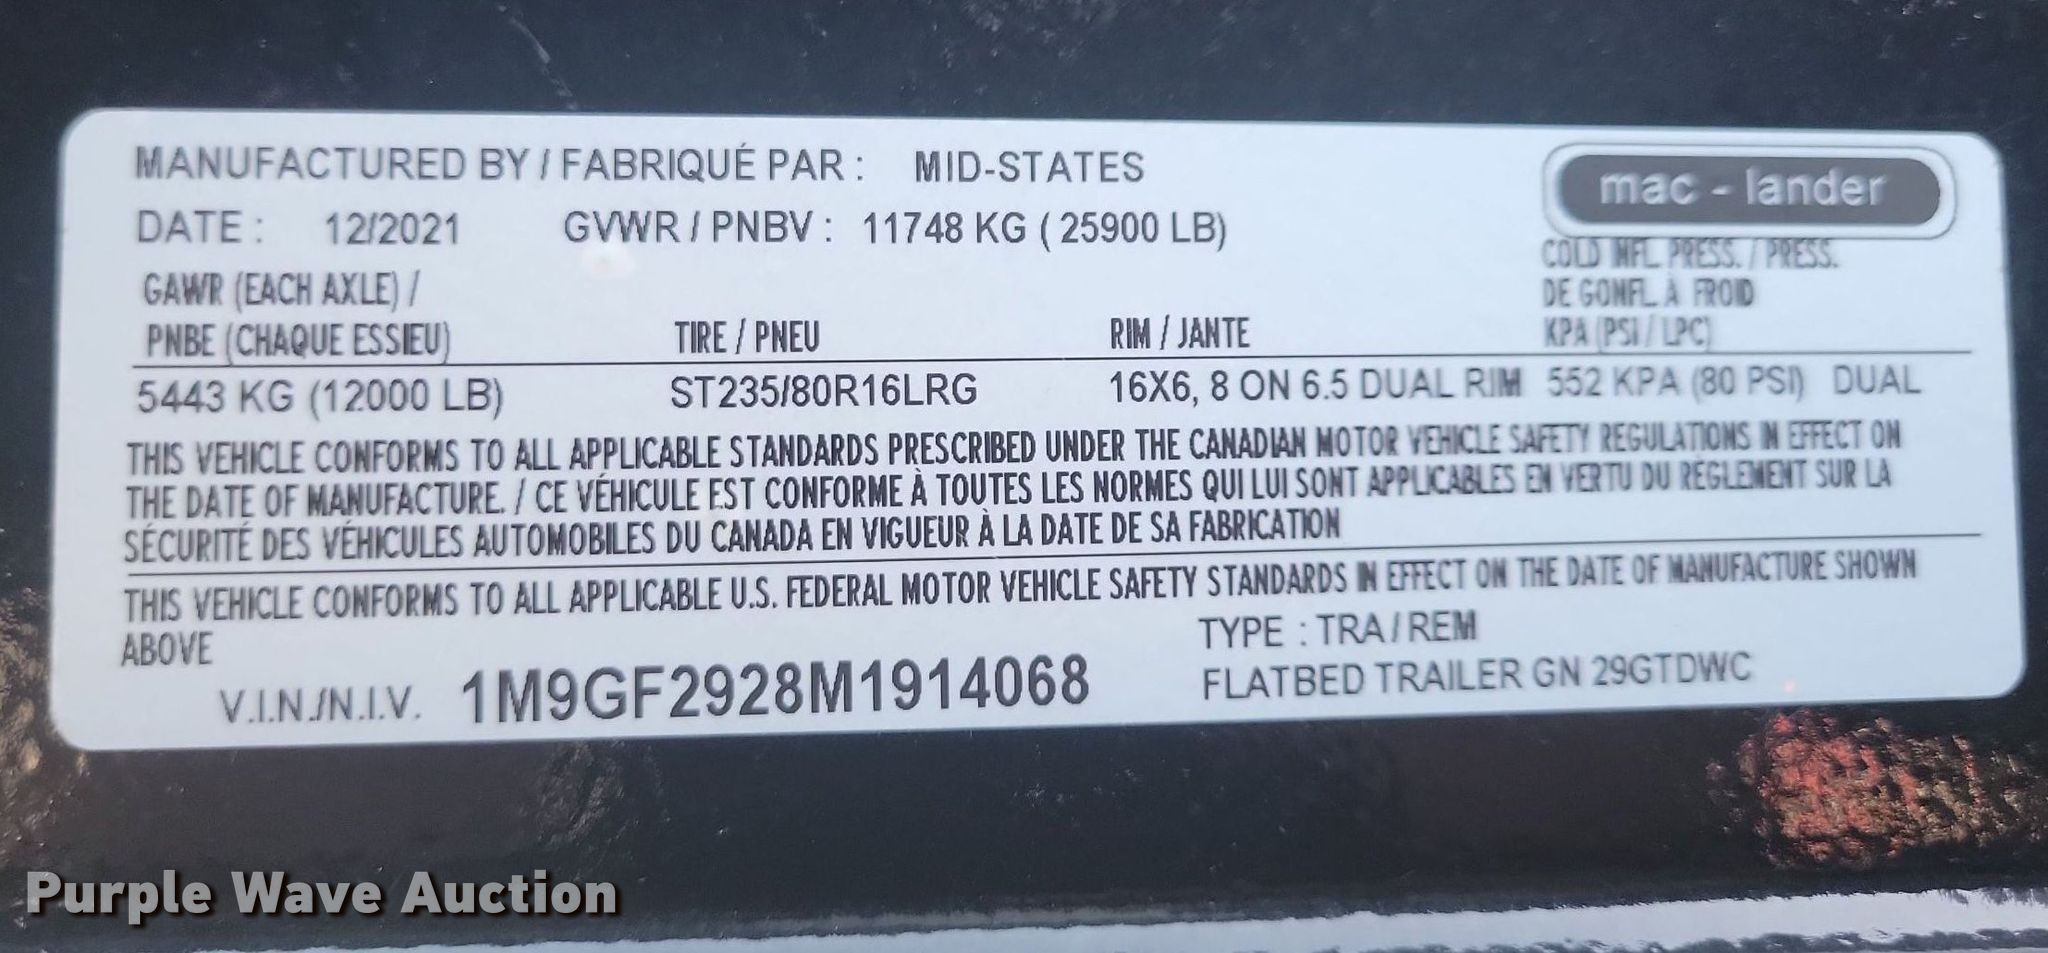 MANUFACTURED BY / FABRIQUÉ PAR : MID-STATES
mac - lander
DATE : 12/2021 GVWR / PNBV : 11748 KG ( 25900 LB)
COLD INFL. PRESS. / PRESS.
GAWR (EACH AXLE) /
DE GONFL. À FROID
PNBE (CHAQUE ESSIEU) TIRE / PNEU RIM / JANTE KPA (PSI / LPC)
5443 KG (12000 LB) ST235/80R16LRG 16X6, 8 ON 6.5 DUAL RIM 552 KPA (80 PSI) DUAL
THIS VEHICLE CONFORMS TO ALL APPLICABLE STANDARDS PRESCRIBED UNDER THE CANADIAN MOTOR VEHICLE SAFETY REGULATIONS IN EFFECT ON
THE DATE OF MANUFACTURE. / CE VÉHICULE EST CONFORME À TOUTES LES NORMES QUI LUI SONT APPLICABLES EN VERTU DU RÈGLEMENT SUR LA
SÉCURITÉ DES VÉHICULES AUTOMOBILES DU CANADA EN VIGUEUR À LA DATE DE SA FABRICATION
THIS VEHICLE CONFORMS TO ALL APPLICABLE U.S. FEDERAL MOTOR VEHICLE SAFETY STANDARDS IN EFFECT ON THE DATE OF MANUFACTURE SHOWN
ABOVE
TYPE : TRA / REM
V.I.N./N.I.V. 1M9GF2928M1914068
FLATBED TRAILER GN 29GTDWC
Purple Wave Auction